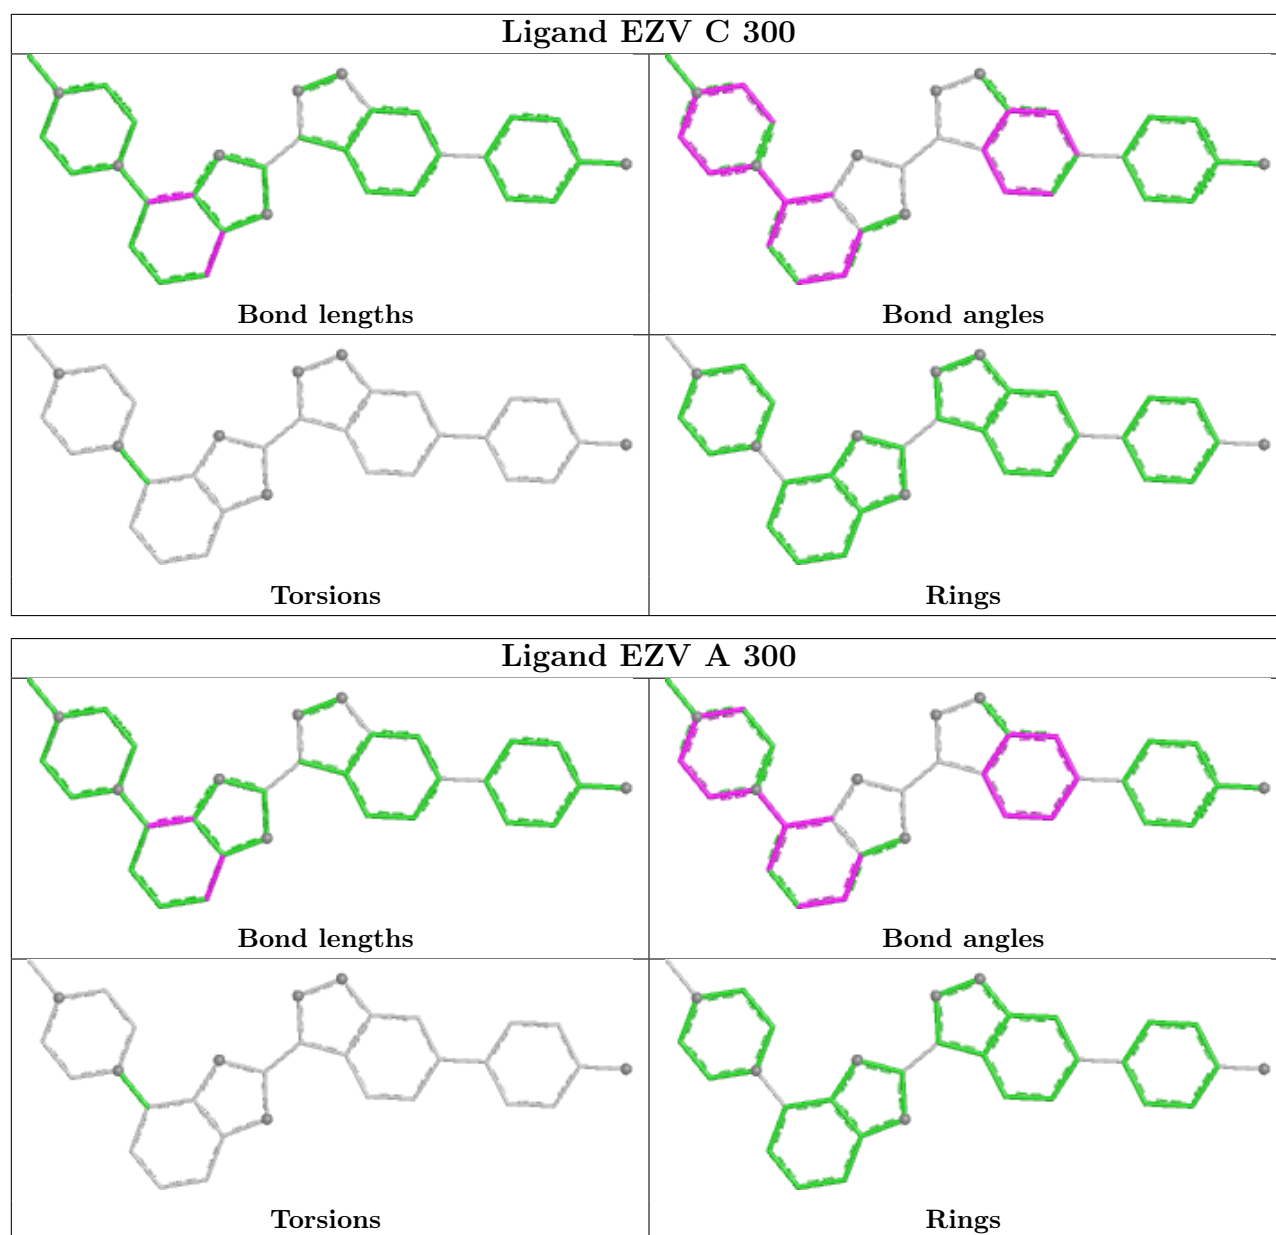 Ligand EZV C 300
Bond lengths Bond angles
Torsions Rings
Ligand EZV A 300
Bond lengths Bond angles
Torsions Rings